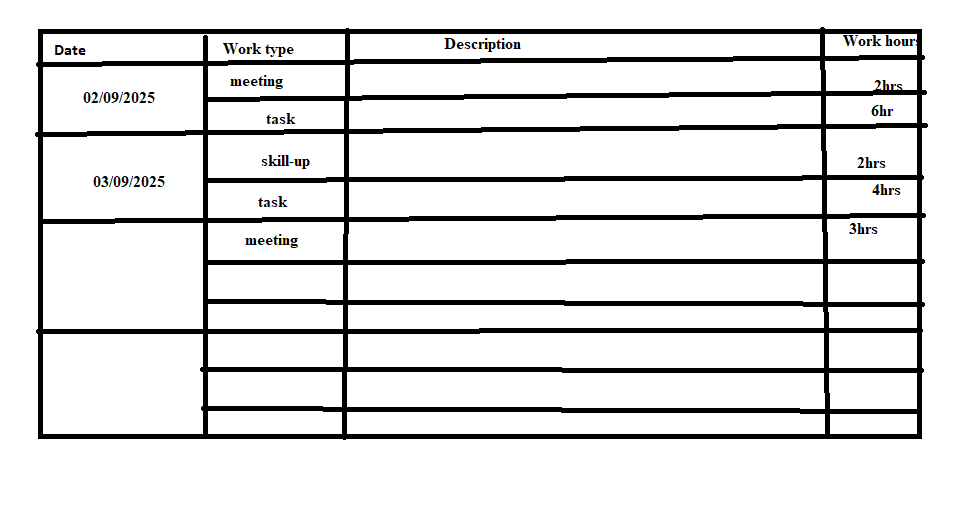 Date Work type Description Work hours
02/09/2025 meeting 2hrs
task 6hr
03/09/2025 skill-up 2hrs
task 4hrs
meeting 3hrs